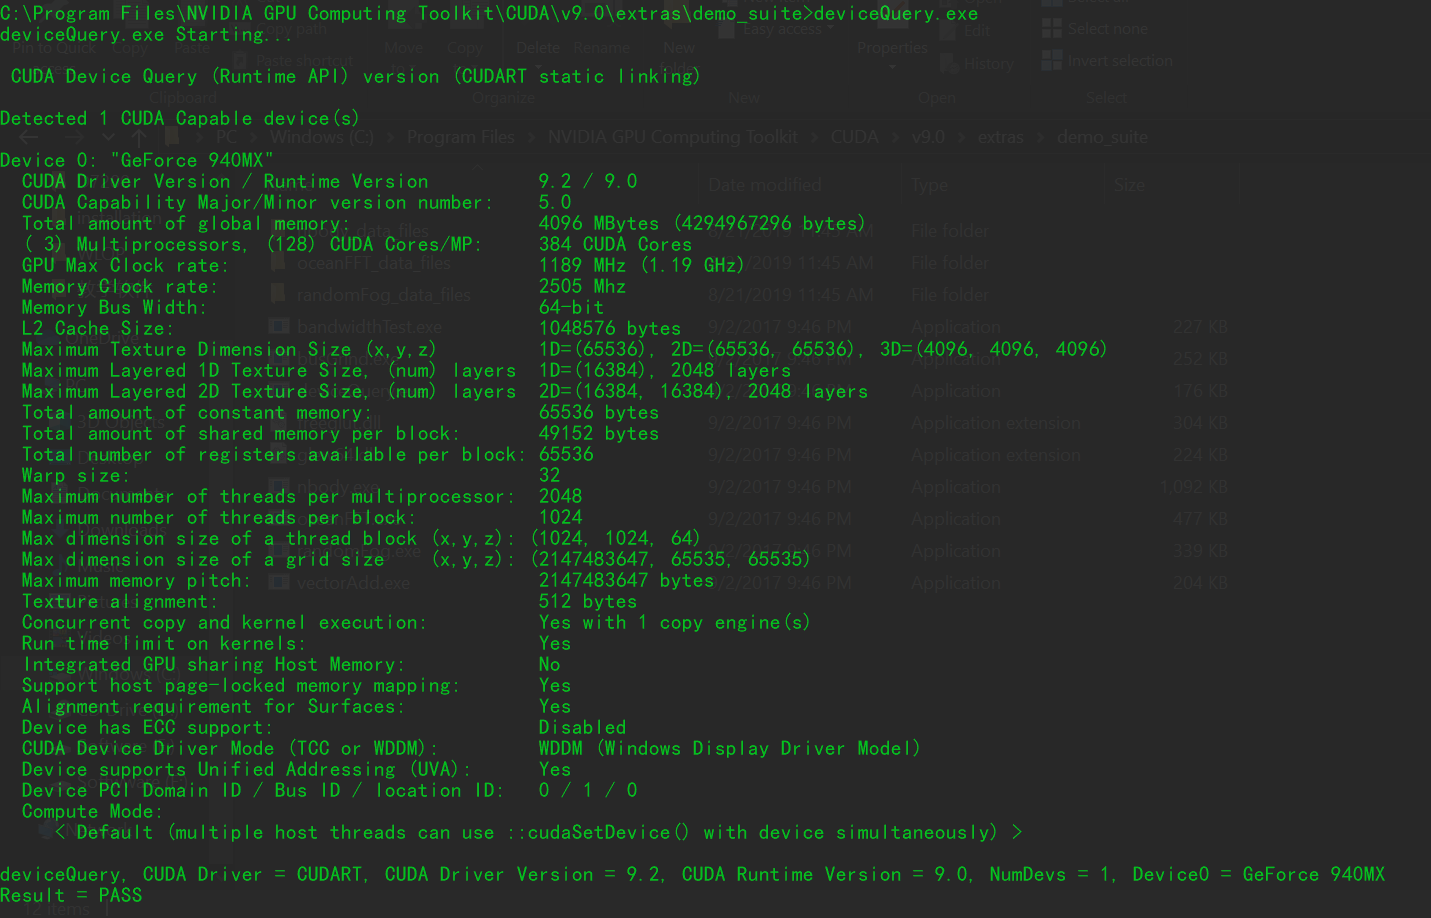 C:\Program Files\NVIDIA GPU Computing Toolkit\CUDA\v9.0\extras\demo_suite>deviceQuery.exe
deviceQuery.exe Starting...
CUDA Device Query (Runtime API) version (CUDART static linking)
Detected 1 CUDA Capable device(s)
Device 0: "GeForce 940MX"
CUDA Driver Version / Runtime Version 9.2 / 9.0
CUDA Capability Major/Minor version number: 5.0
Total amount of global memory: 4096 MBytes (4294967296 bytes)
( 3) Multiprocessors, (128) CUDA Cores/MP: 384 CUDA Cores
GPU Max Clock rate: 1189 MHz (1.19 GHz)
Memory Clock rate: 2505 Mhz
Memory Bus Width: 64-bit
L2 Cache Size: 1048576 bytes
Maximum Texture Dimension Size (x,y,z) 1D=(65536), 2D=(65536, 65536), 3D=(4096, 4096, 4096)
Maximum Layered 1D Texture Size, (num) layers 1D=(16384), 2048 layers
Maximum Layered 2D Texture Size, (num) layers 2D=(16384, 16384), 2048 layers
Total amount of constant memory: 65536 bytes
Total amount of shared memory per block: 49152 bytes
Total number of registers available per block: 65536
Warp size: 32
Maximum number of threads per multiprocessor: 2048
Maximum number of threads per block: 1024
Max dimension size of a thread block (x,y,z): (1024, 1024, 64)
Max dimension size of a grid size (x,y,z): (2147483647, 65535, 65535)
Maximum memory pitch: 2147483647 bytes
Texture alignment: 512 bytes
Concurrent copy and kernel execution: Yes with 1 copy engine(s)
Run time limit on kernels: Yes
Integrated GPU sharing Host Memory: No
Support host page-locked memory mapping: Yes
Alignment requirement for Surfaces: Yes
Device has ECC support: Disabled
CUDA Device Driver Mode (TCC or WDDM): WDDM (Windows Display Driver Model)
Device supports Unified Addressing (UVA): Yes
Device PCI Domain ID / Bus ID / location ID: 0 / 1 / 0
Compute Mode:
< Default (multiple host threads can use ::cudaSetDevice() with device simultaneously) >
deviceQuery, CUDA Driver = CUDART, CUDA Driver Version = 9.2, CUDA Runtime Version = 9.0, NumDevs = 1, Device0 = GeForce 940MX
Result = PASS